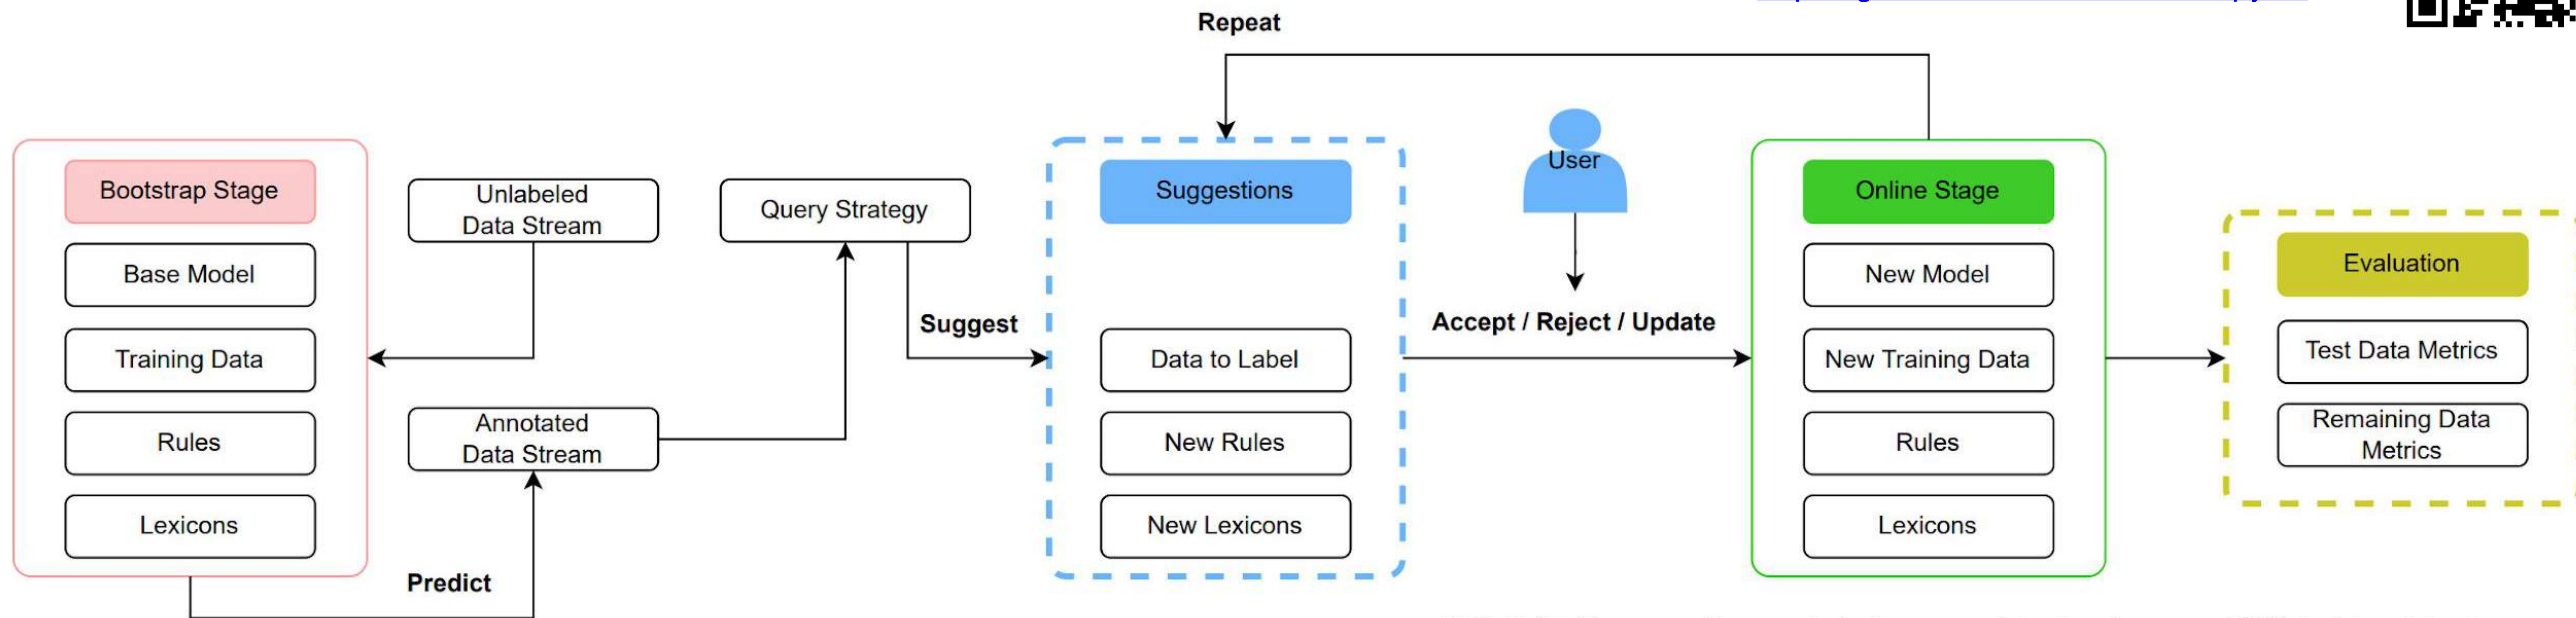 Repeat
Bootstrap Stage
Base Model
Training Data
Rules
Lexicons
Unlabeled
Data Stream
Annotated
Data Stream
Predict
Query Strategy
Suggest
Suggestions
Data to Label
New Rules
New Lexicons
User
Accept / Reject / Update
Online Stage
New Model
New Training Data
Rules
Lexicons
Evaluation
Test Data Metrics
Remaining Data
Metrics